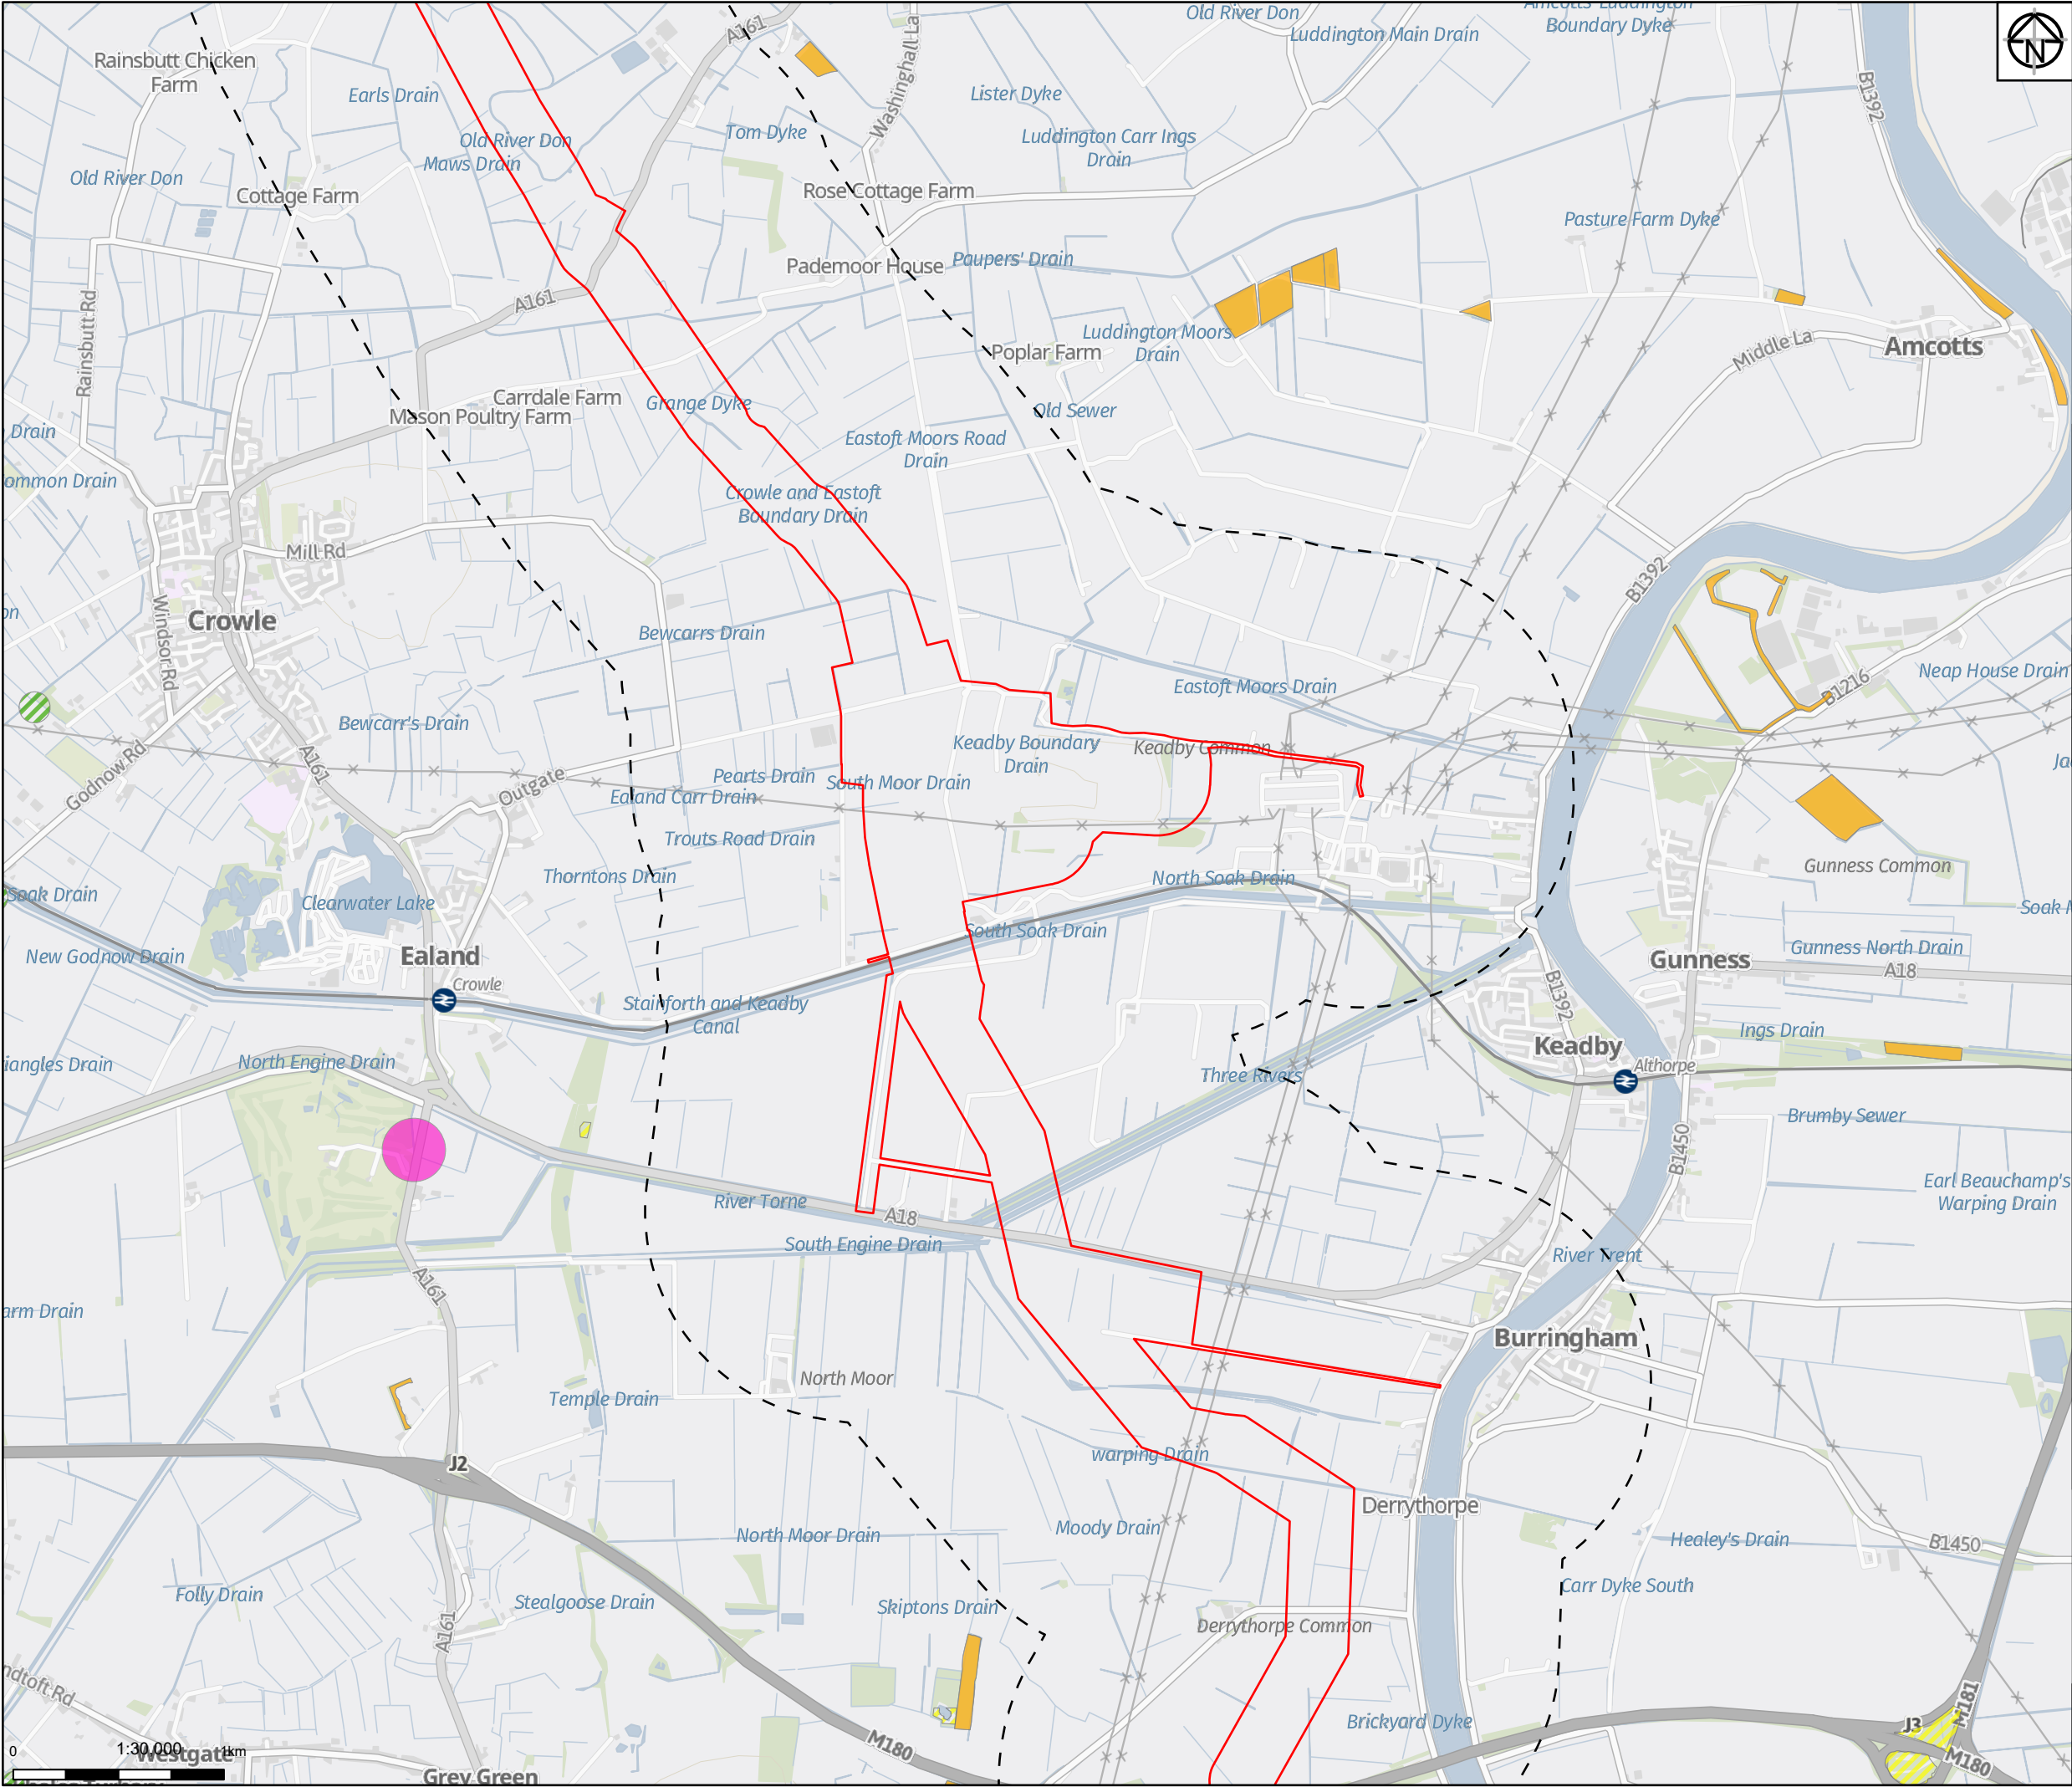 Old River Don
Amcotts Luddington
Boundary Dyke
N
A161
Washinghall La
Luddington Main Drain
Rainsbutt Chicken
Farm
Earls Drain
Lister Dyke
B1392
Old River Don
Maws Drain
Tom Dyke
Luddington Carr Ings
Drain
Old River Don
Cottage Farm
Rose Cottage Farm
Pasture Farm Dyke
Pademoor House
Paupers' Drain
A161
Rainsbutt Rd
Luddington Moors
Drain
Poplar Farm
Middle La
Amcotts
Carrdale Farm
Mason Poultry Farm
Grange Dyke
Old Sewer
Drain
Eastoft Moors Road
Drain
ommon Drain
Crowle and Eastoft
Boundary Drain
Mill Rd
B1392
on
Windsor Rd
Crowle
Bewcarrs Drain
Neap House Drain
Eastoft Moors Drain
B1216
Bewcarr's Drain
Keadby Boundary
Drain
Keadby Common
Godnow Rd
A161
Outgate
Pearts Drain
South Moor Drain
Ealand Carr Drain
Ja
Trouts Road Drain
Gunness Common
Thorntons Drain
North Soak Drain
Soak Drain
Clearwater Lake
South Soak Drain
Soak M
New Godnow Drain
Ealand
Crowle
Gunness
Gunness North Drain
A18
B1392
Stainforth and Keadby
Canal
Ings Drain
Keadby
Althorpe
riangles Drain
North Engine Drain
Three Rivers
Brumby Sewer
B1450
River Torne
A18
Earl Beauchamp's
Warping Drain
South Engine Drain
River Trent
A161
arm Drain
Burringham
North Moor
Temple Drain
J2
warping Drain
Derrythorpe
North Moor Drain
Moody Drain
Healey's Drain
B1450
Folly Drain
Stealgoose Drain
Skiptons Drain
Carr Dyke South
A161
Derrythorpe Common
ndtoft Rd
Brickyard Dyke
M181
J3
M180
M180
0
1:30,000
1km
Westgate
Grey Green